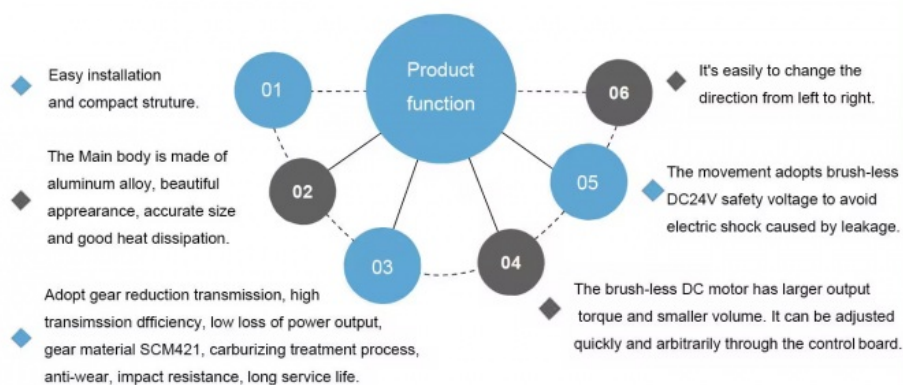 Product
function
01
Easy installation
and compact struture.
02
The Main body is made of
aluminum alloy, beautiful
apprearance, accurate size
and good heat dissipation.
03
Adopt gear reduction transmission, high
transimssion dfficiency, low loss of power output,
gear material SCM421, carburizing treatment process,
anti-wear, impact resistance, long service life.
04
The brush-less DC motor has larger output
torque and smaller volume. It can be adjusted
quickly and arbitrarily through the control board.
05
The movement adopts brush-less
DC24V safety voltage to avoid
electric shock caused by leakage.
06
It's easily to change the
direction from left to right.